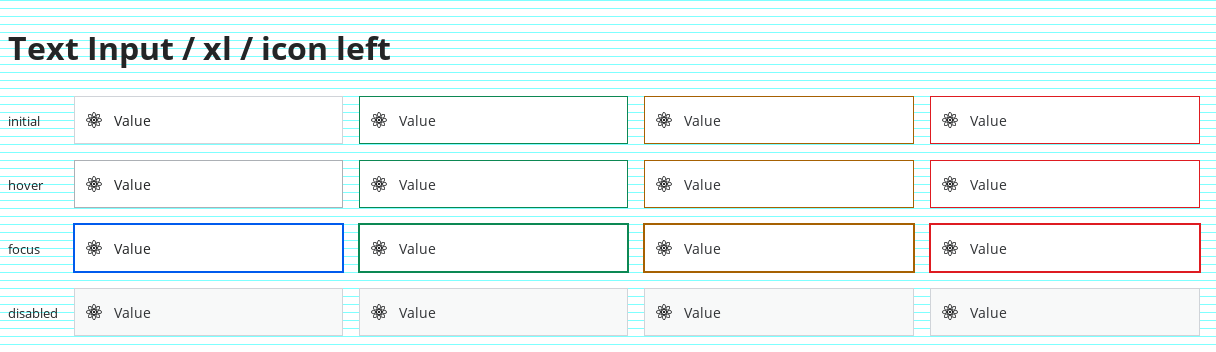 Text Input / xl / icon left
initial Value Value Value Value
hover Value Value Value Value
focus Value Value Value Value
disabled Value Value Value Value